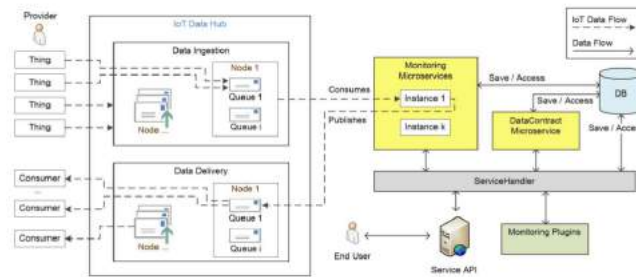 Provider
IoT Data Hub
IoT Data Flow
Data Flow
Thing
Thing
Thing
Thing
Data Ingestion
Node 1
Queue 1
Queue i
Node ...
Consumes
Publishes
Monitoring
Microservices
Instance 1
Instance k
Save / Access
Save / Access
Save / Access
DB
DataContract
Microservice
Consumer
...
Consumer
Consumer
Data Delivery
Node 1
Queue 1
Queue i
Node ...
ServiceHandler
End User
Service API
Monitoring Plugins